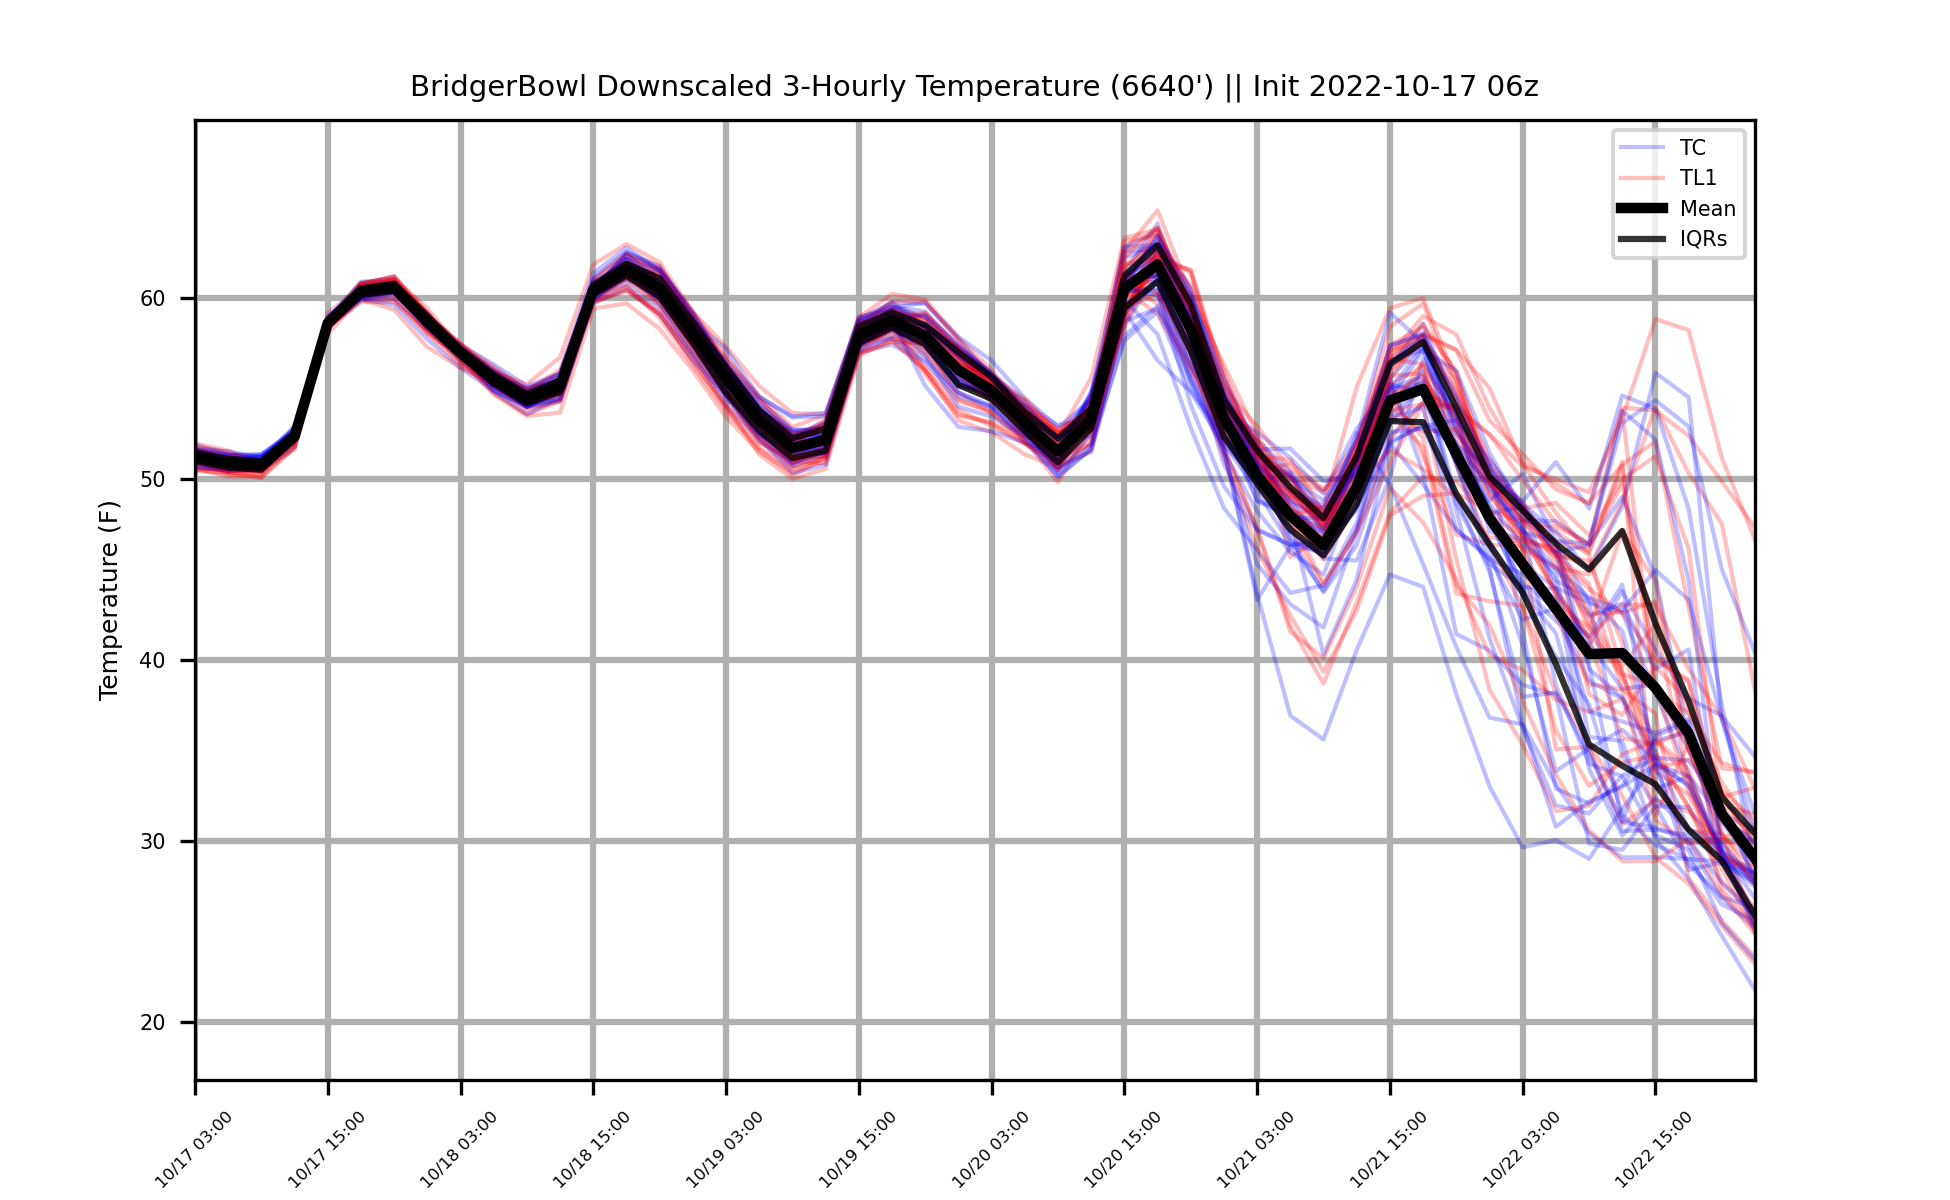 BridgerBowl Downscaled 3-Hourly Temperature (6640') || Init 2022-10-17 06z
TC
TL1
Mean
IQRs
Temperature (F)
60
50
40
30
20
10/17 03:00
10/17 15:00
10/18 03:00
10/18 15:00
10/19 03:00
10/19 15:00
10/20 03:00
10/20 15:00
10/21 03:00
10/21 15:00
10/22 03:00
10/22 15:00